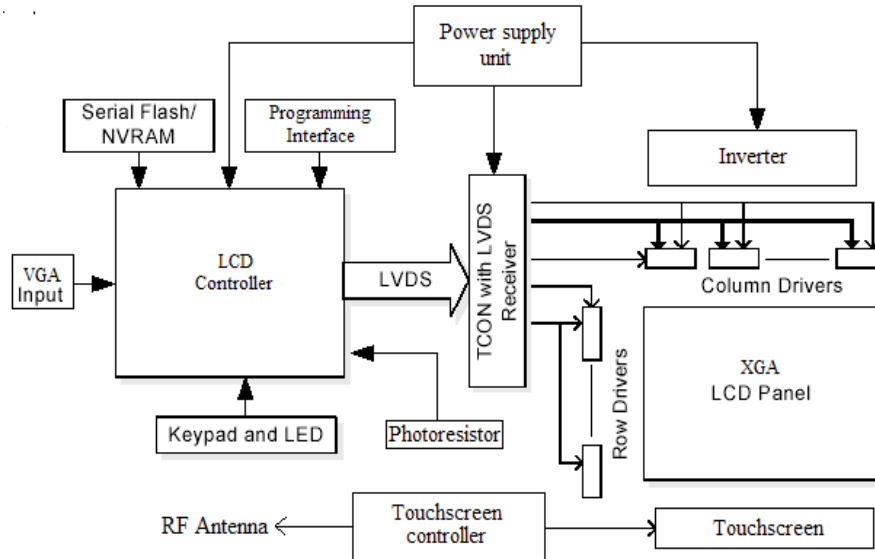 Power supply
unit
Serial Flash/
NVRAM
Programming
Interface
Inverter
VGA
Input
LCD
Controller
LVDS
TCON with LVDS
Receiver
Column Drivers
Row Drivers
XGA
LCD Panel
Keypad and LED
Photoresistor
RF Antenna
Touchscreen
controller
Touchscreen